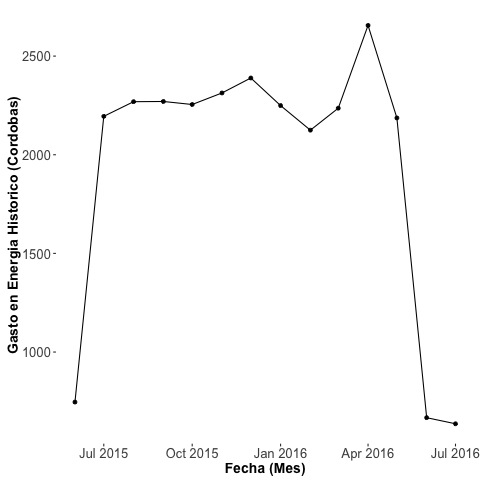 Gasto en Energia Historico (Cordobas)
2500
2000
1500
1000
Jul 2015 Oct 2015 Jan 2016 Apr 2016 Jul 2016
Fecha (Mes)